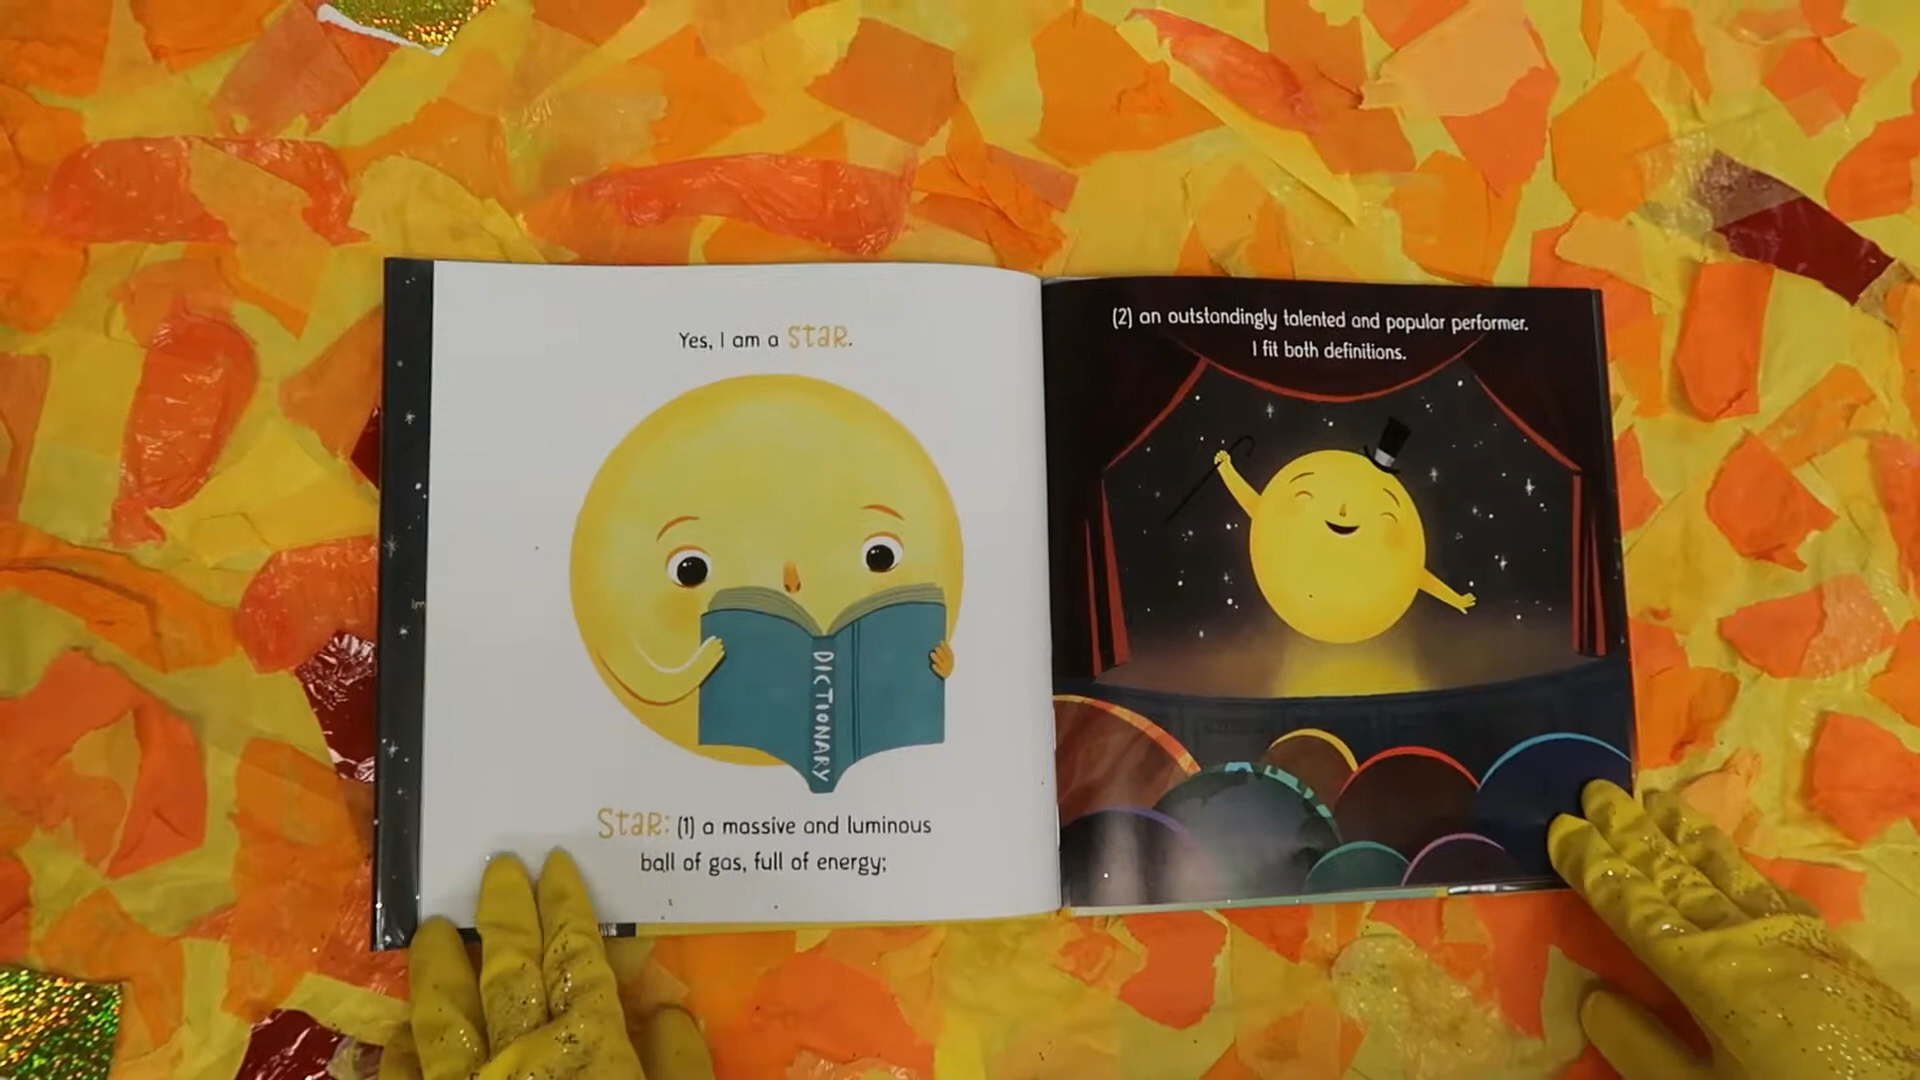 Yes, I am a Star.
DICTIONARY
Star: (1) a massive and luminous
ball of gas, full of energy;
(2) an outstandingly talented and popular performer.
I fit both definitions.